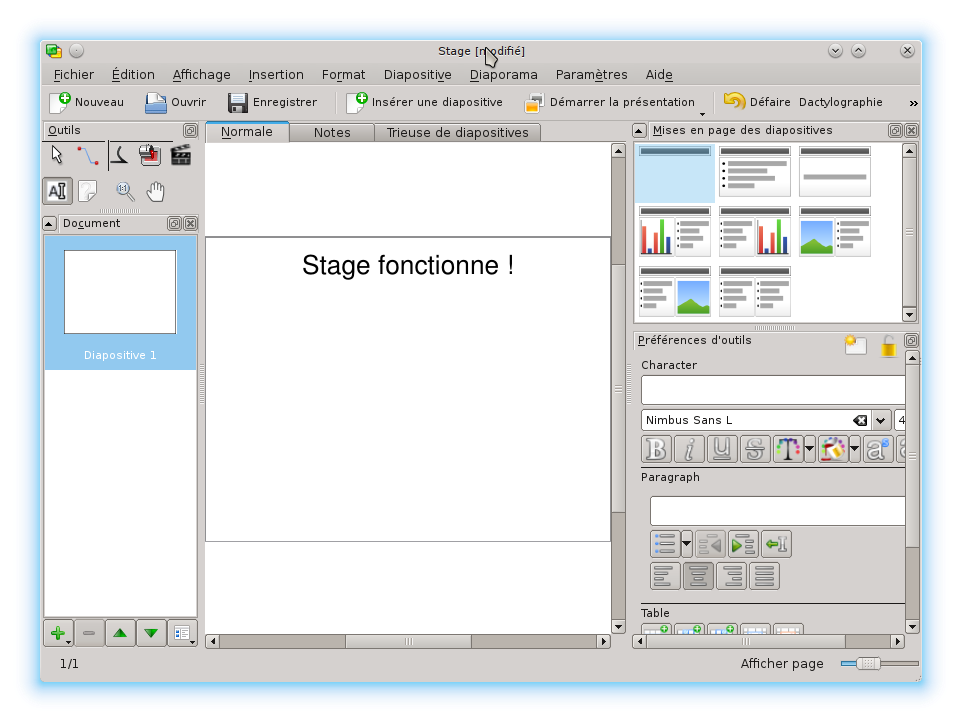 Stage [modifié]
Fichier Édition Affichage Insertion Format Diapositive Diaporama Paramètres Aide
Nouveau Ouvrir Enregistrer Insérer une diapositive Démarrer la présentation Défaire Dactylographie »
Outils
Normale Notes Trieuse de diapositives
Mises en page des diapositives
Document
Diapositive 1
Stage fonctionne !
Préférences d'outils
Character
Nimbus Sans L 4
Paragraph
Table
1/1
Afficher page